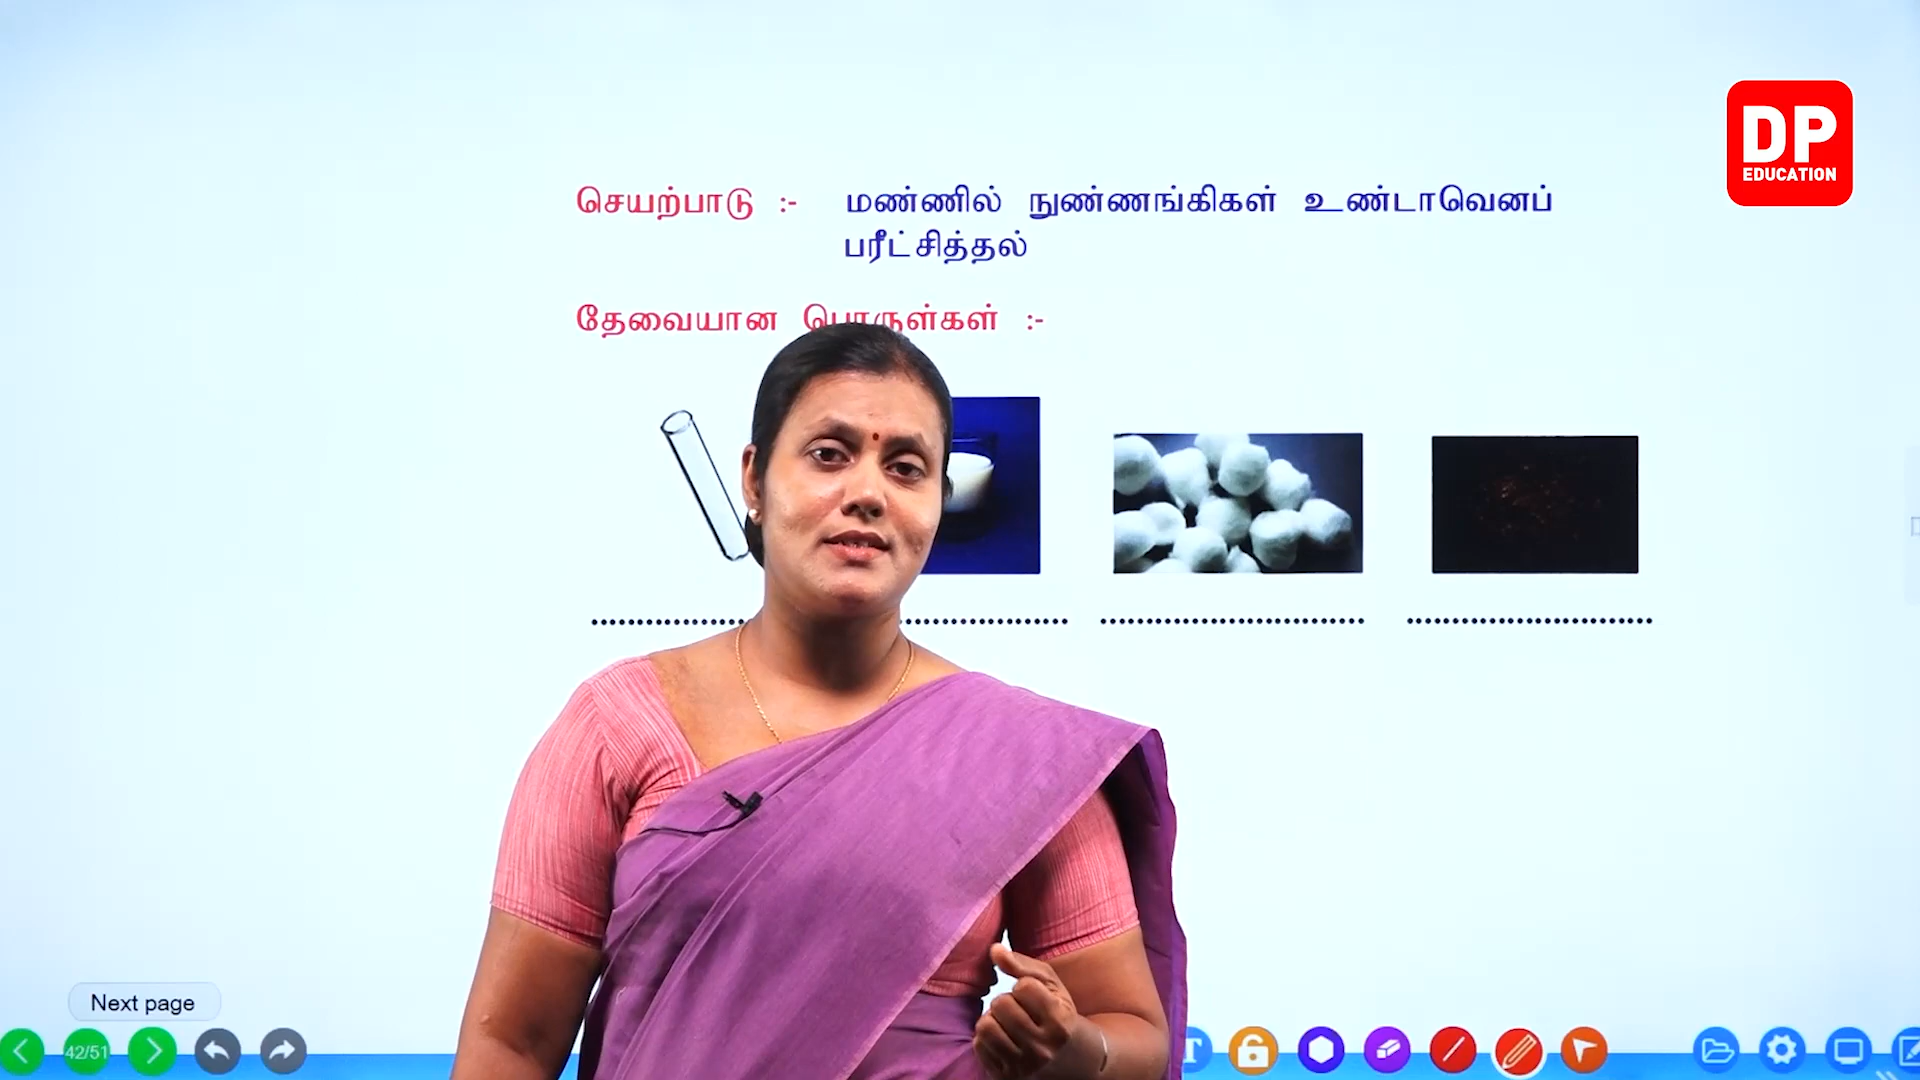 DP
EDUCATION
செயற்பாடு :- மண்ணில் நுண்ணங்கிகள் உண்டாவெனப்
பரீட்சித்தல்
தேவையான பொருள்கள் :-
Next page
42/51
T